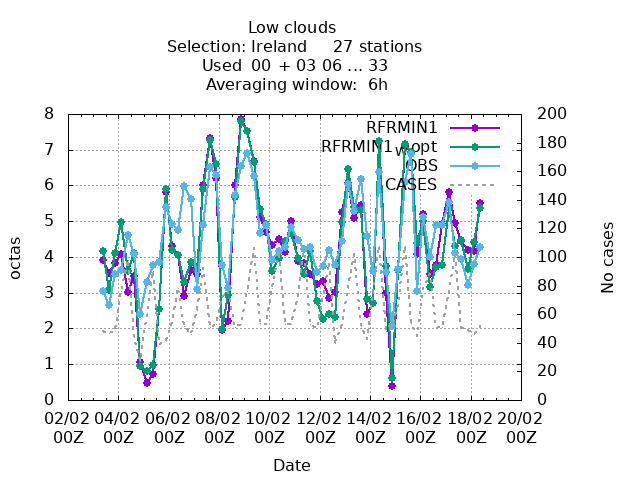 Low clouds
Selection: Ireland 27 stations
Used 00 + 03 06 ... 33
Averaging window: 6h
8 200
7 180
6 160
5 140
4 120
3 100
2 80
1 60
0 40
20
0
RFRMIN1
RFRMIN1wopt
OBS
CASES
octas
No cases
02/02 04/02 06/02 08/02 10/02 12/02 14/02 16/02 18/02 20/02
00Z 00Z 00Z 00Z 00Z 00Z 00Z 00Z 00Z 00Z
Date